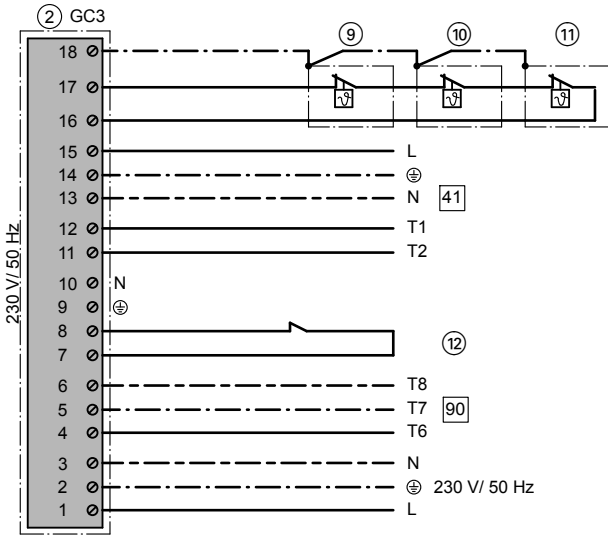 ② GC3
⑨ ⑩ ⑪
18
17
ϑ ϑ ϑ
16
15 L
14
13 N 41
12 T1
11 T2
230 V/ 50 Hz
10 N
9
8
⑫
7
6 T8
5 T7 90
4 T6
3 N
2 230 V/ 50 Hz
1 L